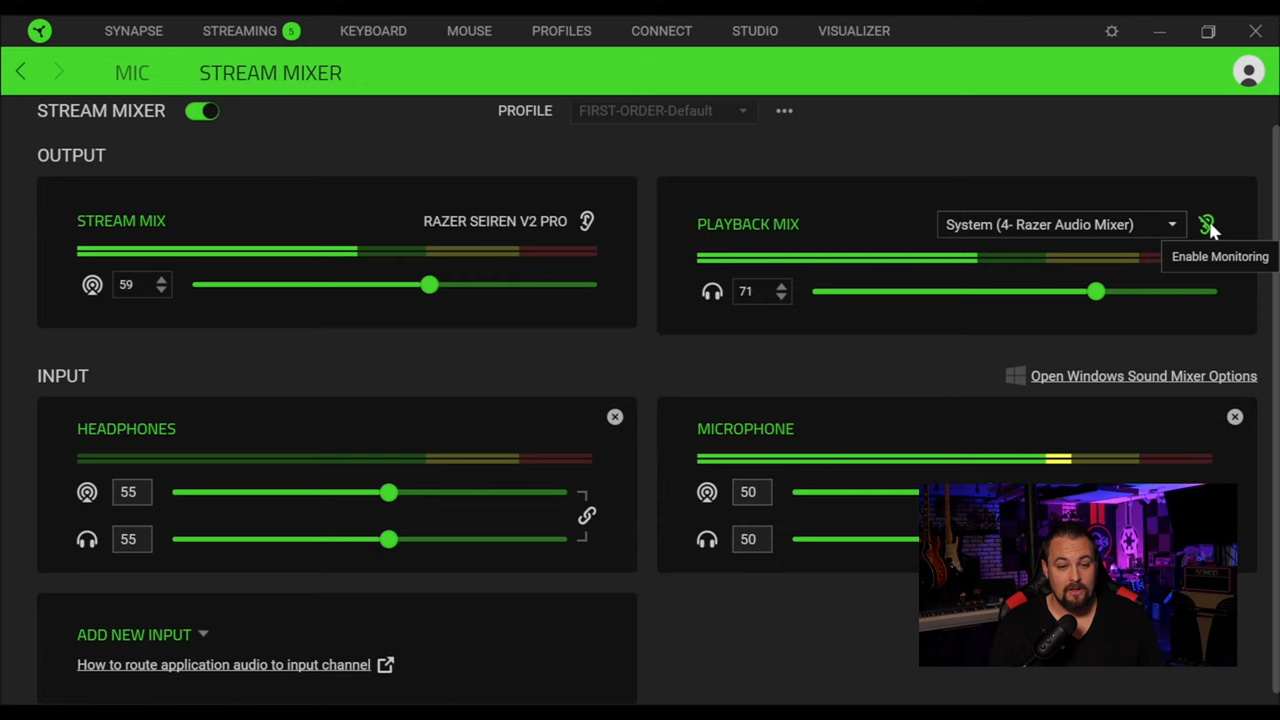 SYNAPSE STREAMING 5 KEYBOARD MOUSE PROFILES CONNECT STUDIO VISUALIZER
MIC STREAM MIXER
STREAM MIXER PROFILE FIRST-ORDER-Default
OUTPUT
STREAM MIX RAZER SEIREN V2 PRO
59
PLAYBACK MIX System (4- Razer Audio Mixer)
Enable Monitoring
71
INPUT Open Windows Sound Mixer Options
HEADPHONES
55
55
MICROPHONE
50
50
ADD NEW INPUT
How to route application audio to input channel